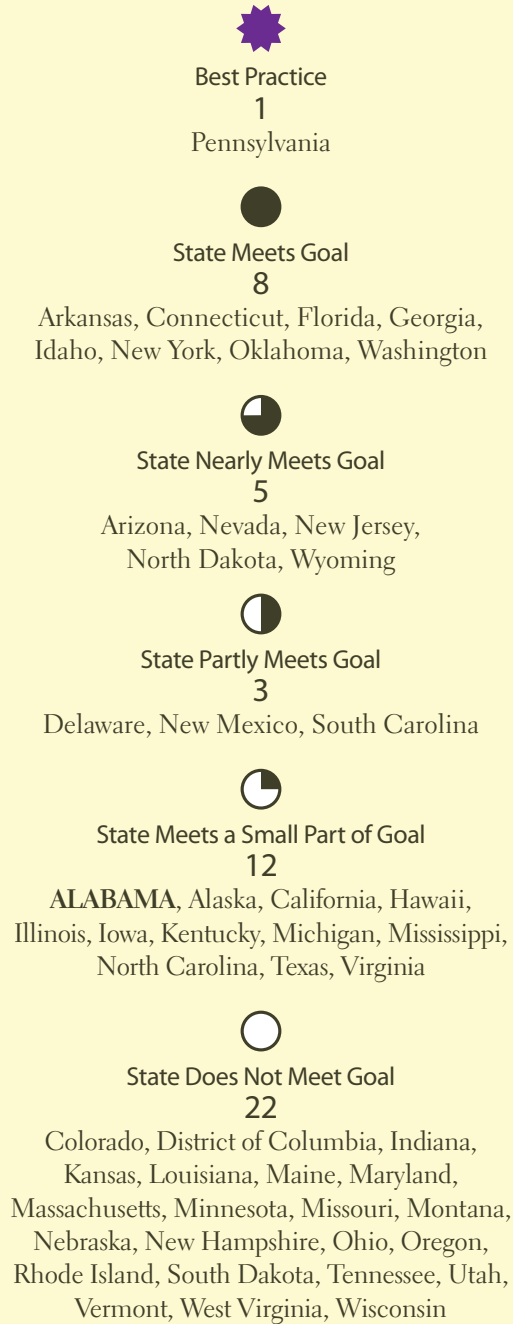 Best Practice
1
Pennsylvania
State Meets Goal
8
Arkansas, Connecticut, Florida, Georgia,
Idaho, New York, Oklahoma, Washington
State Nearly Meets Goal
5
Arizona, Nevada, New Jersey,
North Dakota, Wyoming
State Partly Meets Goal
3
Delaware, New Mexico, South Carolina
State Meets a Small Part of Goal
12
ALABAMA, Alaska, California, Hawaii,
Illinois, Iowa, Kentucky, Michigan, Mississippi,
North Carolina, Texas, Virginia
State Does Not Meet Goal
22
Colorado, District of Columbia, Indiana,
Kansas, Louisiana, Maine, Maryland,
Massachusetts, Minnesota, Missouri, Montana,
Nebraska, New Hampshire, Ohio, Oregon,
Rhode Island, South Dakota, Tennessee, Utah,
Vermont, West Virginia, Wisconsin